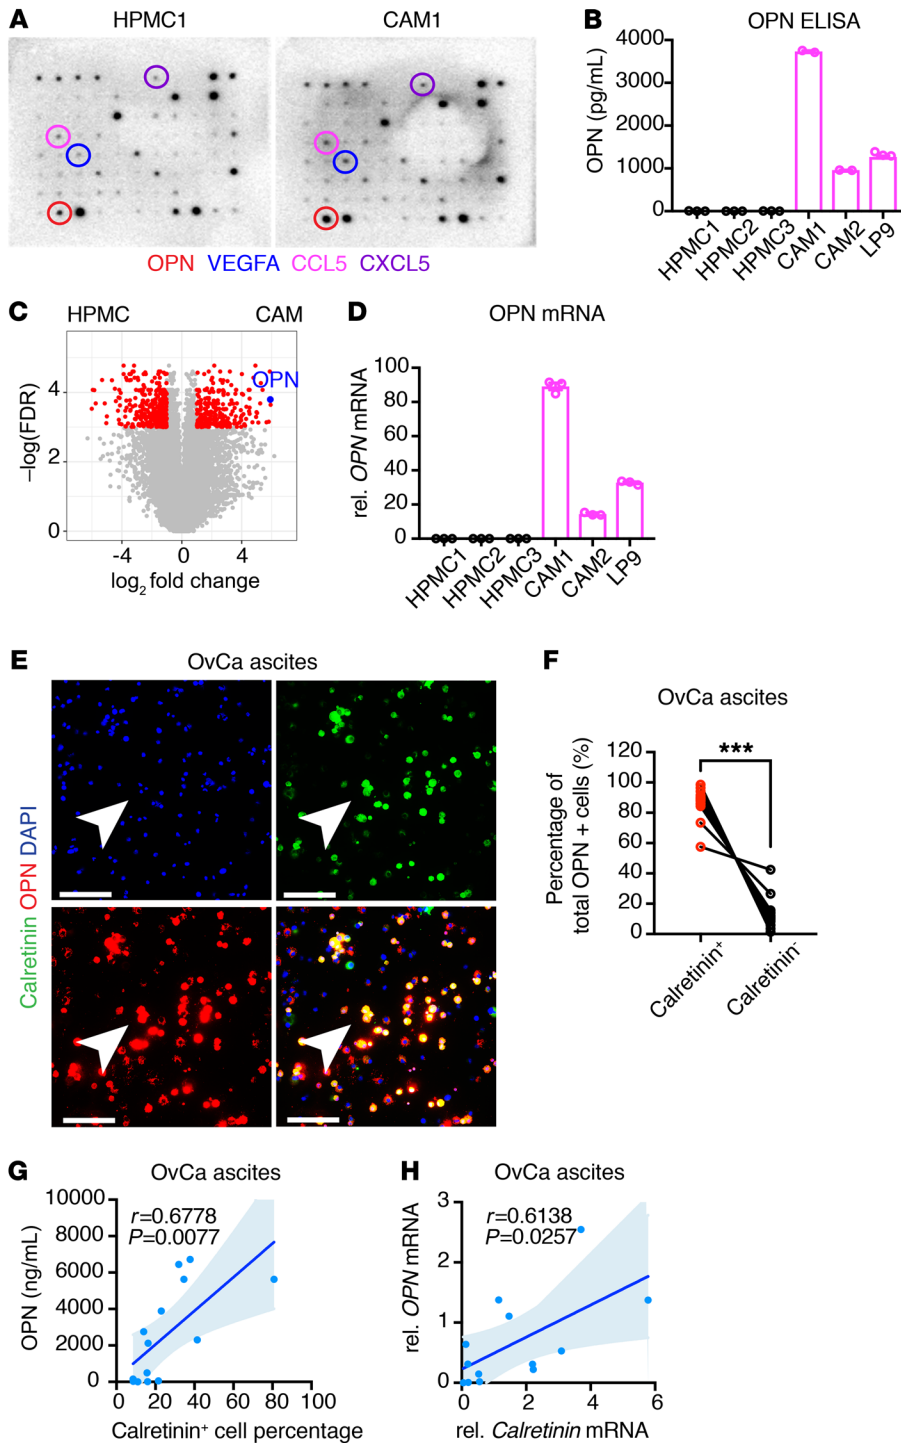 A
HPMC1
CAM1
OPN VEGFA CCL5 CXCL5
B
OPN ELISA
OPN (pg/mL)
4000
3000
2000
1000
0
HPMC1
HPMC2
HPMC3
CAM1
CAM2
LP9
C
HPMC
CAM
OPN
–log(FDR)
4
2
0
-4
0
4
log2 fold change
D
OPN mRNA
rel. OPN mRNA
100
80
60
40
20
0
HPMC1
HPMC2
HPMC3
CAM1
CAM2
LP9
E
OvCa ascites
Calretinin OPN DAPI
F
OvCa ascites
Percentage of
total OPN + cells (%)
120
100
80
60
40
20
0
***
Calretinin+
Calretinin-
G
OvCa ascites
r=0.6778
P=0.0077
OPN (ng/mL)
10000
8000
6000
4000
2000
0
0 20 40 60 80 100
Calretinin+ cell percentage
H
OvCa ascites
r=0.6138
P=0.0257
rel. OPN mRNA
3
2
1
0
0 2 4 6
rel. Calretinin mRNA